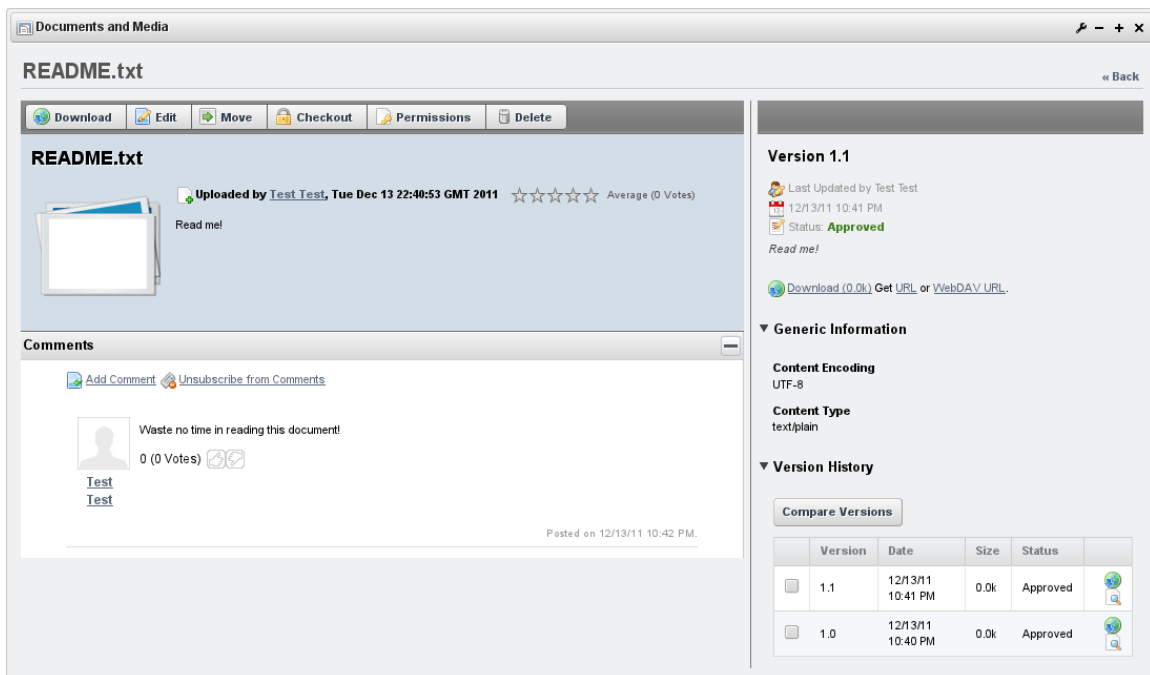 Documents and Media
README.txt
« Back
Download Edit Move Checkout Permissions Delete
README.txt
Uploaded by Test Test, Tue Dec 13 22:40:53 GMT 2011 Average (0 Votes)
Read me!
Comments
Add Comment Unsubscribe from Comments
Waste no time in reading this document!
0 (0 Votes)
Test
Test
Posted on 12/13/11 10:42 PM.
Version 1.1
Last Updated by Test Test
12/13/11 10:41 PM
Status: Approved
Read me!
Download (0.0k) Get URL or WebDAV URL.
Generic Information
Content Encoding
UTF-8
Content Type
text/plain
Version History
Compare Versions
Version Date Size Status
1.1 12/13/11 10:41 PM 0.0k Approved
1.0 12/13/11 10:40 PM 0.0k Approved